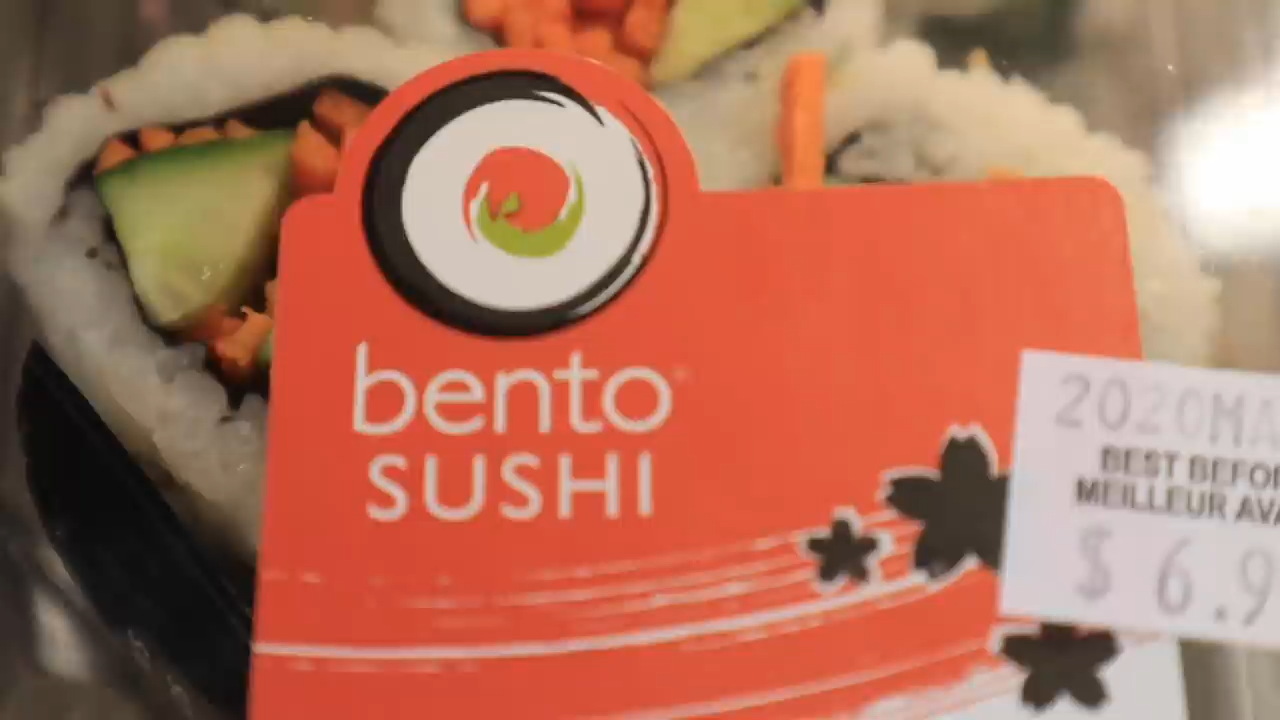 bento
SUSHI
2020MA
BEST BEFOR
MEILLEUR AVA
$ 6.9